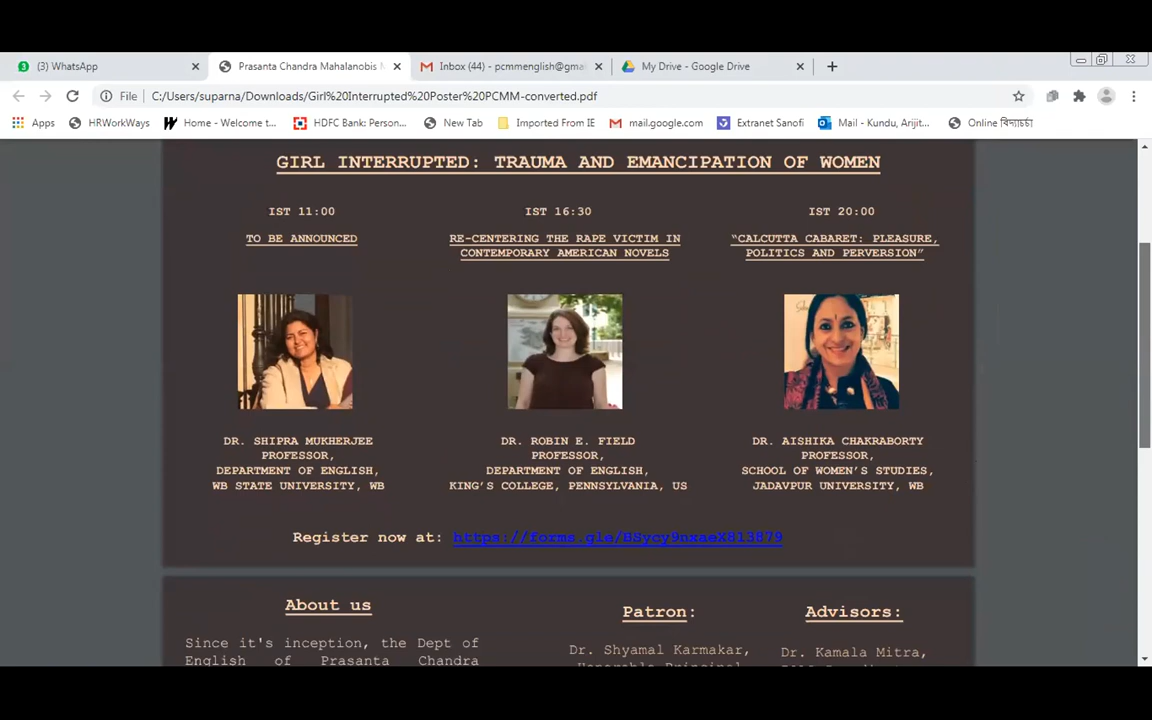 (3) WhatsApp
Prasanta Chandra Mahalanobis
Inbox (44) - pcmmenglish@gma
My Drive - Google Drive
File
C:/Users/suparna/Downloads/Girl%20Interrupted%20Poster%20PCMM-converted.pdf
Apps
HRWorkWays
Home - Welcome t...
HDFC Bank: Person...
New Tab
Imported From IE
mail.google.com
Extranet Sanofi
Mail - Kundu, Arijit...
Online বিদ্যাচর্চা
GIRL INTERRUPTED: TRAUMA AND EMANCIPATION OF WOMEN
IST 11:00
TO BE ANNOUNCED
DR. SHIPRA MUKHERJEE
PROFESSOR,
DEPARTMENT OF ENGLISH,
WB STATE UNIVERSITY, WB
IST 16:30
RE-CENTERING THE RAPE VICTIM IN
CONTEMPORARY AMERICAN NOVELS
DR. ROBIN E. FIELD
PROFESSOR,
DEPARTMENT OF ENGLISH,
KING'S COLLEGE, PENNSYLVANIA, US
IST 20:00
“CALCUTTA CABARET: PLEASURE,
POLITICS AND PERVERSION”
DR. AISHIKA CHAKRABORTY
PROFESSOR,
SCHOOL OF WOMEN’S STUDIES,
JADAVPUR UNIVERSITY, WB
Register now at: https://forms.gle/BSycy9nxaeX813879
About us
Since it's inception, the Dept of
English of Prasanta Chandra
Patron:
Dr. Shyamal Karmakar,
Honorable Principal
Advisors:
Dr. Kamala Mitra,